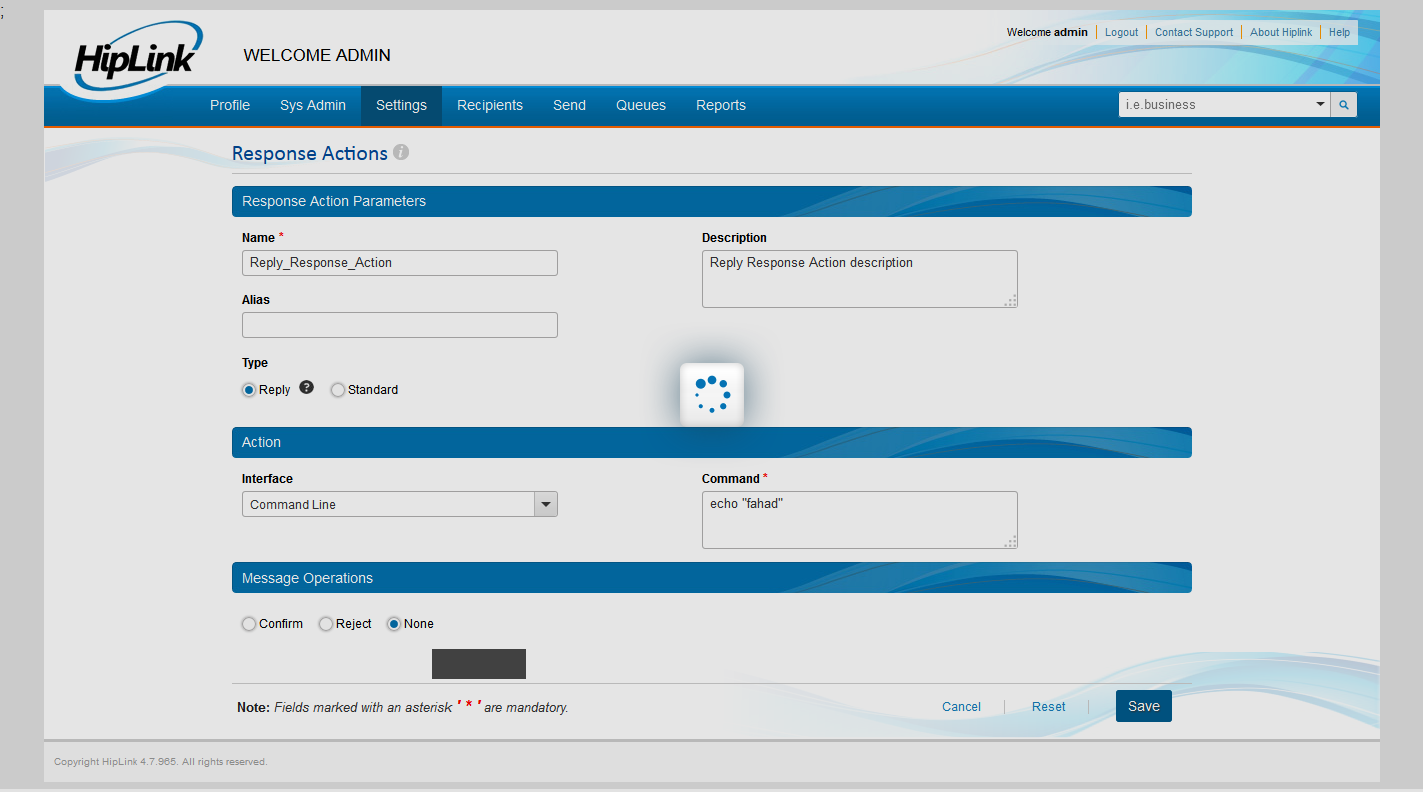 ;
HipLink
WELCOME ADMIN
Welcome admin Logout Contact Support About Hiplink Help
Profile Sys Admin Settings Recipients Send Queues Reports i.e.business
Response Actions i
Response Action Parameters
Name * Description
Reply_Response_Action Reply Response Action description
Alias
Type
Reply ? Standard
Action
Interface Command *
Command Line echo "fahad"
Message Operations
Confirm Reject None
Note: Fields marked with an asterisk ' * ' are mandatory. Cancel Reset Save
Copyright HipLink 4.7.965. All rights reserved.